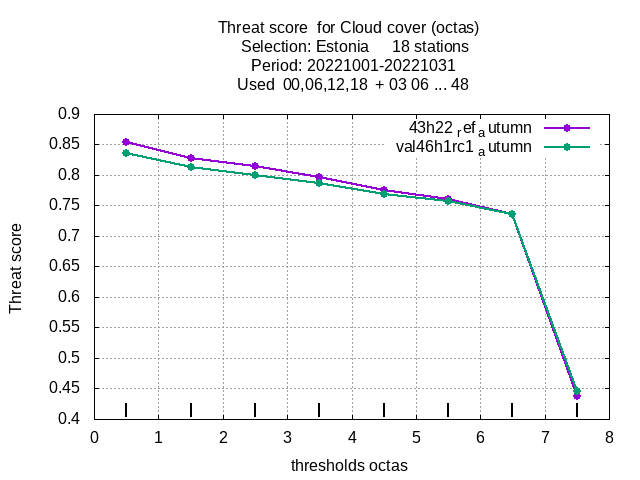 Threat score  for Cloud cover (octas)
Selection: Estonia     18 stations
Period: 20221001-20221031
Used  00,06,12,18  + 03 06 ... 48
43h22 ref autumn
val46h1rc1 autumn
0.9
0.85
0.8
0.75
0.7
0.65
0.6
0.55
0.5
0.45
0.4
Threat score
0 1 2 3 4 5 6 7 8
thresholds octas